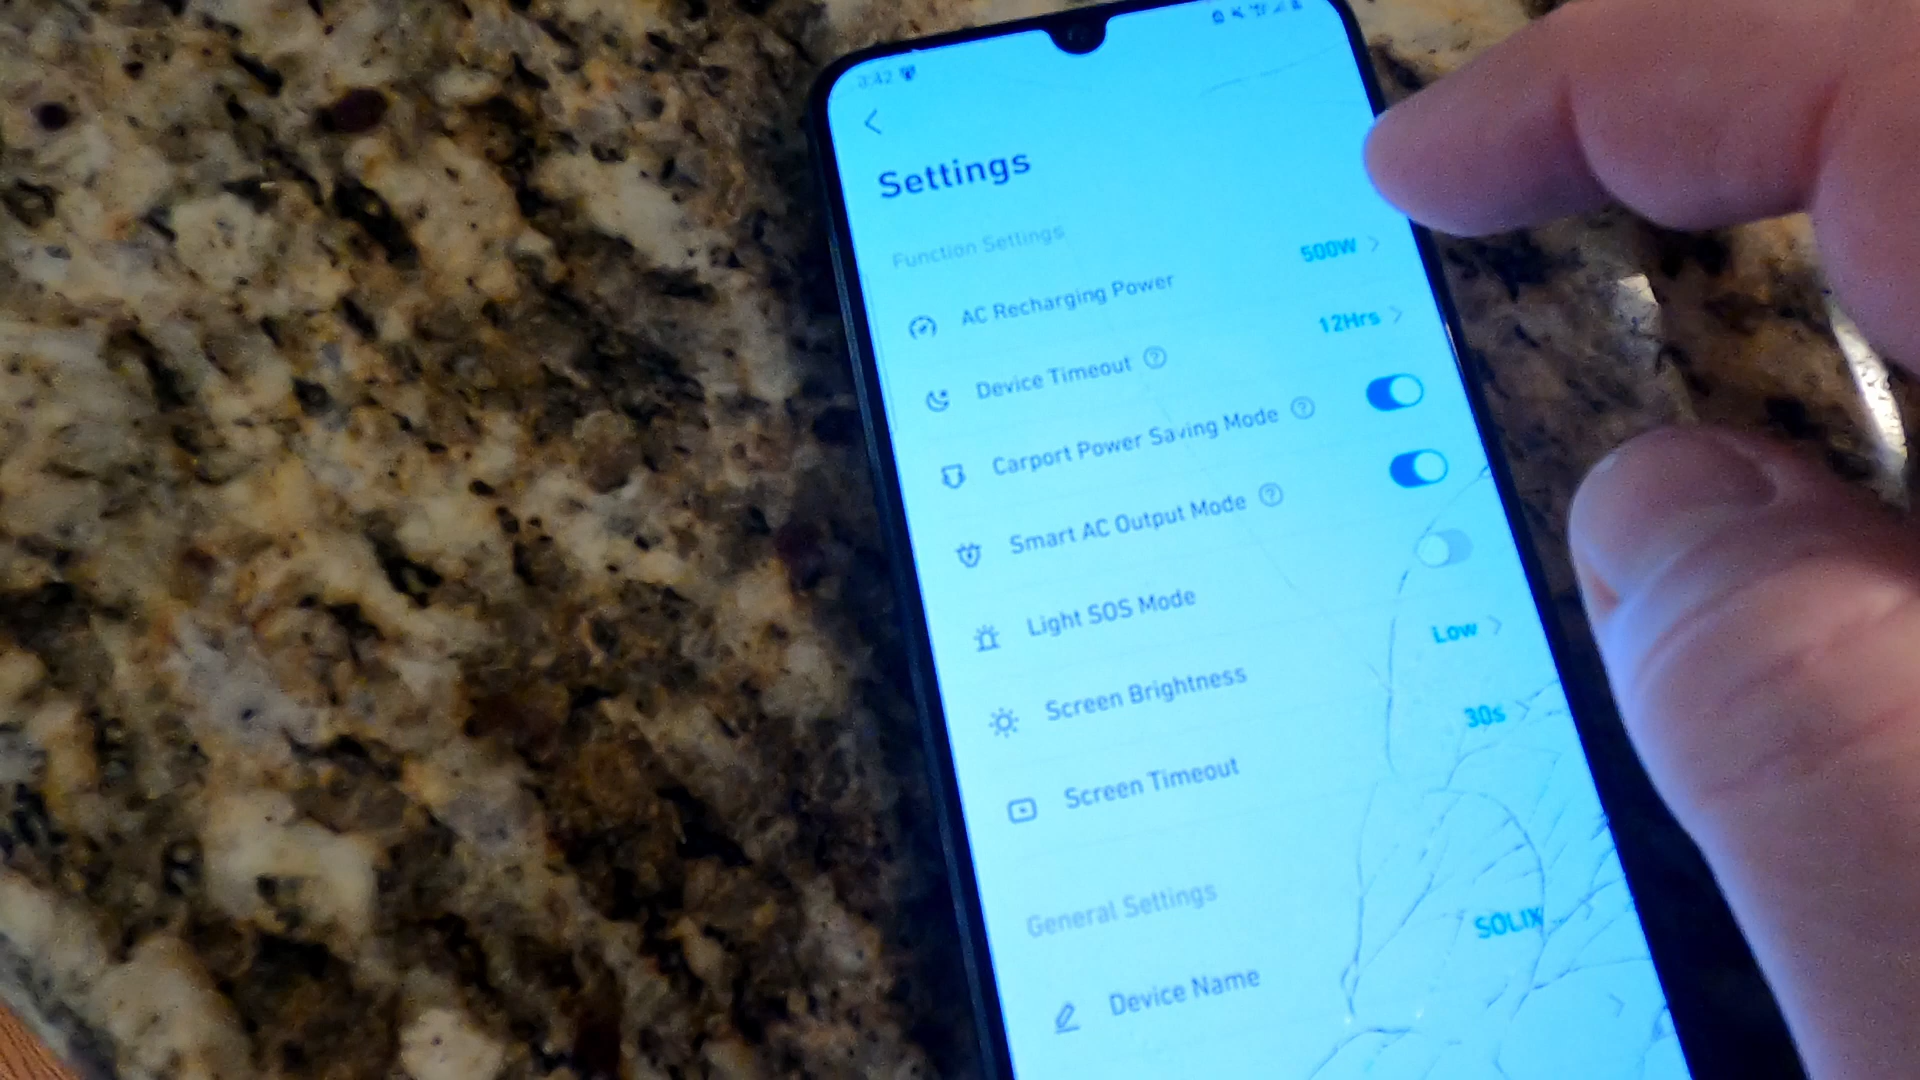 3:42
Settings
Function Settings
AC Recharging Power 500W
Device Timeout ? 12Hrs
Carport Power Saving Mode ?
Smart AC Output Mode ?
Light SOS Mode
Screen Brightness Low
Screen Timeout 30s
General Settings
Device Name SOLIX